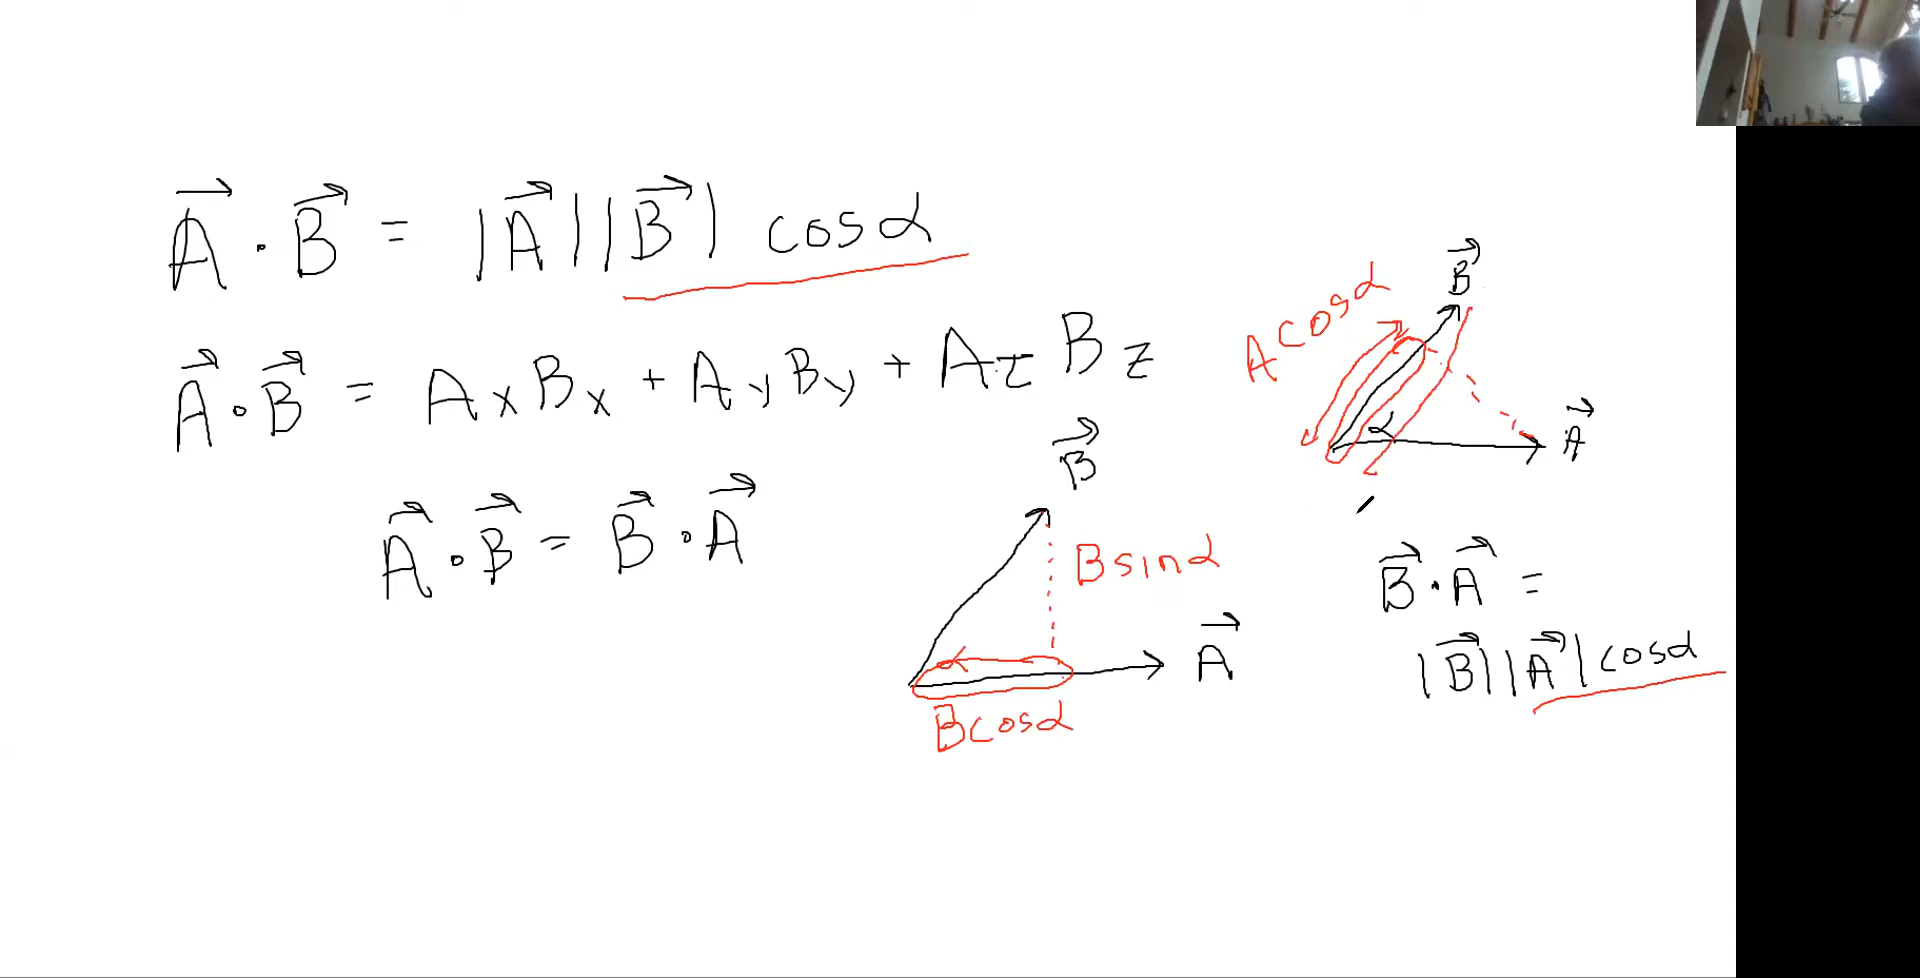 A⃗ · B⃗ = |A⃗||B⃗| cosα
A⃗ · B⃗ = AxBx + AyBy + AzBz
A⃗ · B⃗ = B⃗ · A⃗
B⃗
Bsinα
α
A⃗
Bcosα
B⃗
Acosα
α
A⃗
B⃗ · A⃗ =
|B⃗||A⃗|cosα